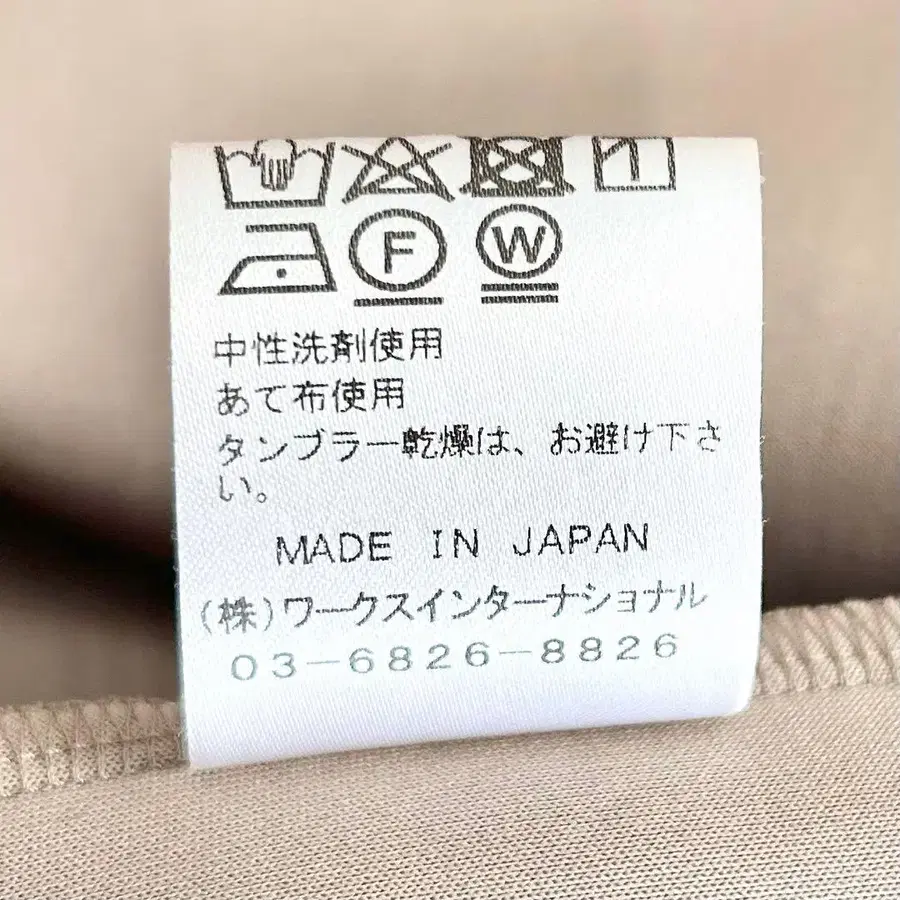 F W
中性洗剤使用
あて布使用
タンブラー乾燥は、お避け下さ
い。
MADE IN JAPAN
(株)ワークスインターナショナル
03-6826-8826